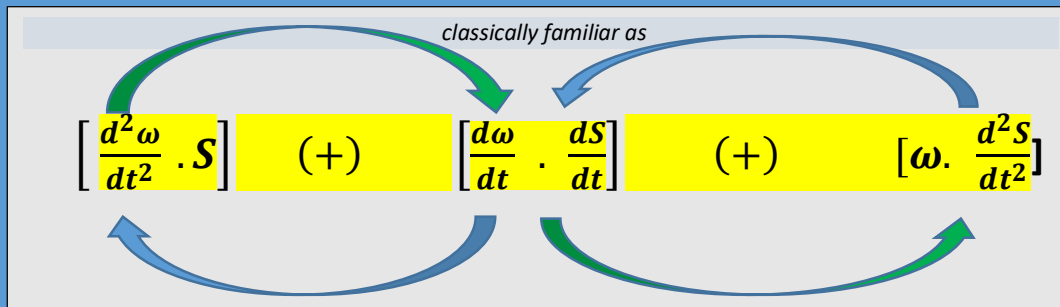 classically familiar as
[ d²ω/dt² . S ] (+) [ dω/dt . dS/dt ] (+) [ω. d²S/dt² ]